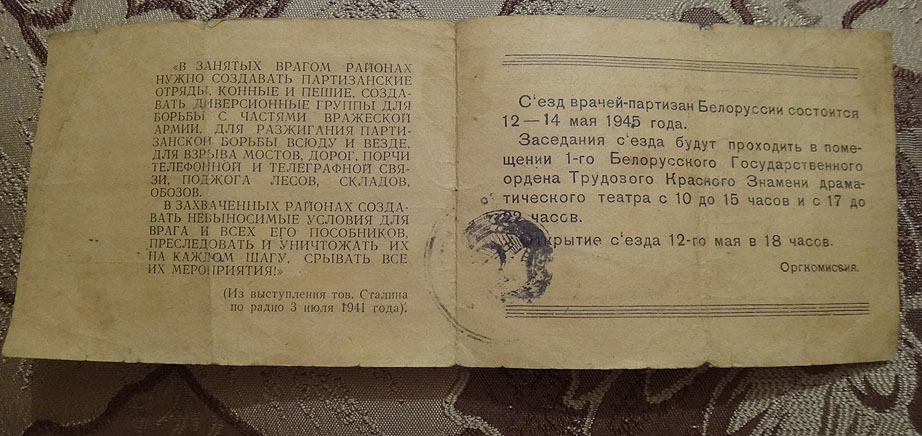 «В ЗАНЯТЫХ ВРАГОМ РАЙОНАХ
НУЖНО СОЗДАВАТЬ ПАРТИЗАНСКИЕ
ОТРЯДЫ, КОННЫЕ И ПЕШИЕ, СОЗДА-
ВАТЬ ДИВЕРСИОННЫЕ ГРУППЫ ДЛЯ
БОРЬБЫ С ЧАСТЯМИ ВРАЖЕСКОЙ
АРМИИ, ДЛЯ РАЗЖИГАНИЯ ПАРТИ-
ЗАНСКОЙ БОРЬБЫ ВСЮДУ И ВЕЗДЕ,
ДЛЯ ВЗРЫВА МОСТОВ, ДОРОГ, ПОРЧИ
ТЕЛЕФОННОЙ И ТЕЛЕГРАФНОЙ СВЯ-
ЗИ, ПОДЖОГА ЛЕСОВ, СКЛАДОВ,
ОБОЗОВ.
В ЗАХВАЧЕННЫХ РАЙОНАХ СОЗДА-
ВАТЬ НЕВЫНОСИМЫЕ УСЛОВИЯ ДЛЯ
ВРАГА И ВСЕХ ЕГО ПОСОБНИКОВ,
ПРЕСЛЕДОВАТЬ И УНИЧТОЖАТЬ ИХ
НА КАЖДОМ ШАГУ, СРЫВАТЬ ВСЕ
ИХ МЕРОПРИЯТИЯ!»
(Из выступления тов. Сталина
по радио 3 июля 1941 года).
С'езд врачей-партизан Белоруссии состоится
12—14 мая 1945 года.
Заседания с'езда будут проходить в поме-
щении 1-го Белорусского Государственного
ордена Трудового Красного Знамени драма-
тического театра с 10 до 15 часов и с 17 до
22 часов.
Открытие с'езда 12-го мая в 18 часов.
Оргкомиссия.